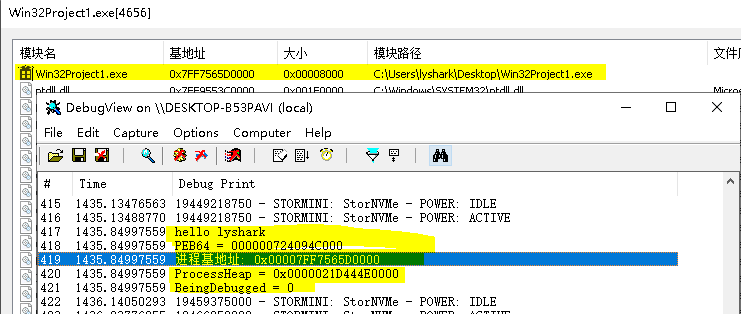 Win32Project1.exe[4656]
模块名 基地址 大小 模块路径 文件厂
Win32Project1.exe 0x7FF7565D0000 0x00008000 C:\Users\lyshark\Desktop\Win32Project1.exe
ntdll.dll 0x7FF9553C0000 0x001F0000 C:\Windows\SYSTEM32\ntdll.dll Micros
DebugView on \\DESKTOP-B53PAVI (local)
File Edit Capture Options Computer Help
# Time Debug Print
415 1435.13476563 19449218750 - STORMINI: StorNVMe - POWER: IDLE
416 1435.13488770 19449218750 - STORMINI: StorNVMe - POWER: ACTIVE
417 1435.84997559 hello lyshark
418 1435.84997559 PEB64 = 000000724094C000
419 1435.84997559 进程基地址: 0x00007FF7565D0000
420 1435.84997559 ProcessHeap = 0x0000021D444E0000
421 1435.84997559 BeingDebugged = 0
422 1436.14050293 19459375000 - STORMINI: StorNVMe - POWER: IDLE